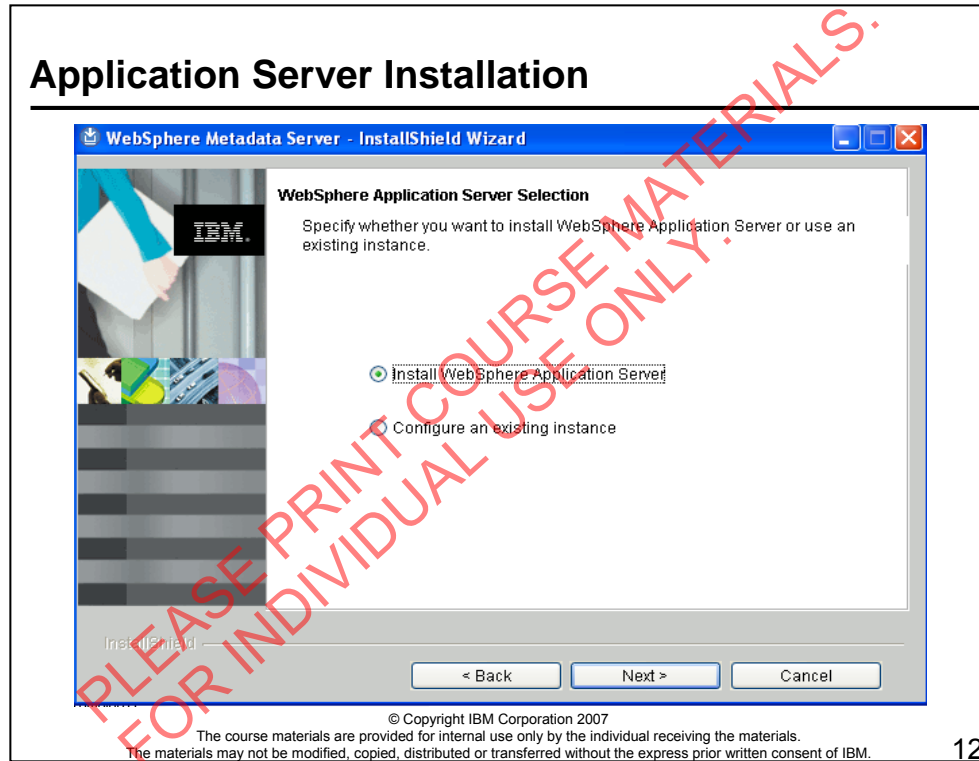 Application Server Installation
WebSphere Metadata Server - InstallShield Wizard
IBM.
WebSphere Application Server Selection
Specify whether you want to install WebSphere Application Server or use an
existing instance.
Install WebSphere Application Server
Configure an existing instance
InstallShield
< Back
Next >
Cancel
PLEASE PRINT COURSE MATERIALS.
FOR INDIVIDUAL USE ONLY.
© Copyright IBM Corporation 2007
The course materials are provided for internal use only by the individual receiving the materials.
The materials may not be modified, copied, distributed or transferred without the express prior written consent of IBM.
12